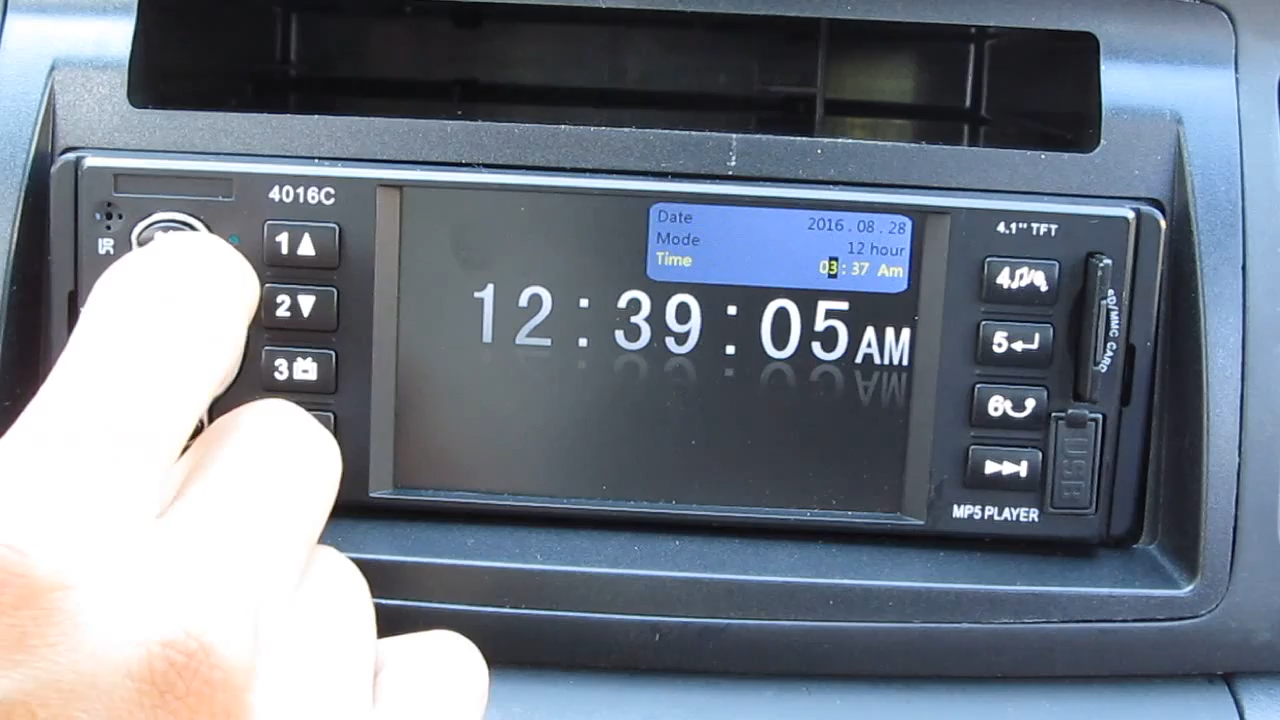 4016C
IR
1
2
3
Date 2016.08.28
Mode 12 hour
Time 03:37 Am
12:39:05AM
4.1" TFT
4
5
6
SD/MMC CARD
USB
MP5 PLAYER